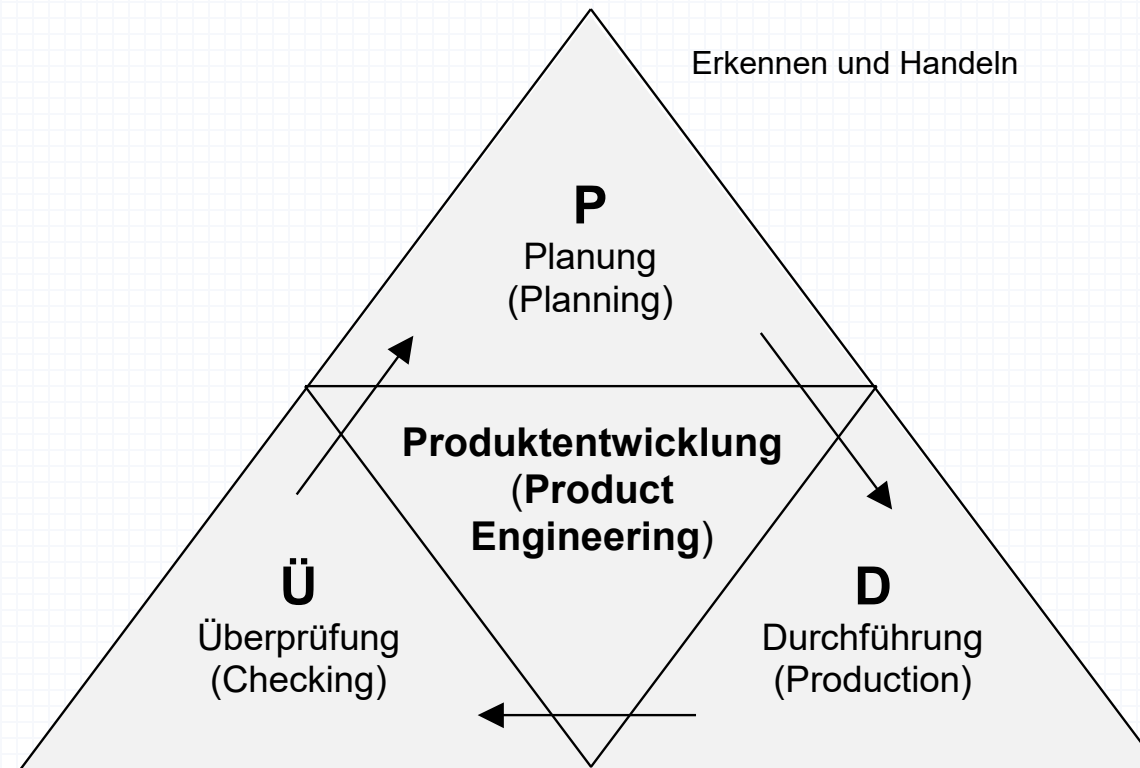 Erkennen und Handeln
P
Planung
(Planning)
Produktentwicklung
(Product
Engineering)
Ü
Überprüfung
(Checking)
D
Durchführung
(Production)